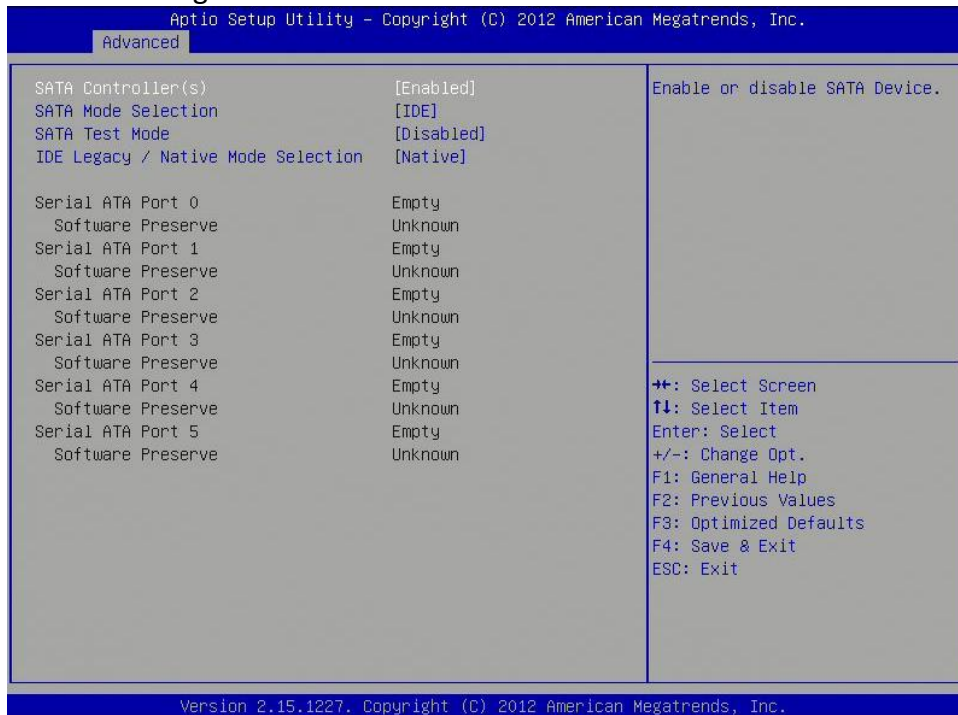 Aptio Setup Utility – Copyright (C) 2012 American Megatrends, Inc.
Advanced
SATA Controller(s) [Enabled]
SATA Mode Selection [IDE]
SATA Test Mode [Disabled]
IDE Legacy / Native Mode Selection [Native]
Serial ATA Port 0 Empty
Software Preserve Unknown
Serial ATA Port 1 Empty
Software Preserve Unknown
Serial ATA Port 2 Empty
Software Preserve Unknown
Serial ATA Port 3 Empty
Software Preserve Unknown
Serial ATA Port 4 Empty
Software Preserve Unknown
Serial ATA Port 5 Empty
Software Preserve Unknown
Enable or disable SATA Device.
→←: Select Screen
↑↓: Select Item
Enter: Select
+/-: Change Opt.
F1: General Help
F2: Previous Values
F3: Optimized Defaults
F4: Save & Exit
ESC: Exit
Version 2.15.1227. Copyright (C) 2012 American Megatrends, Inc.